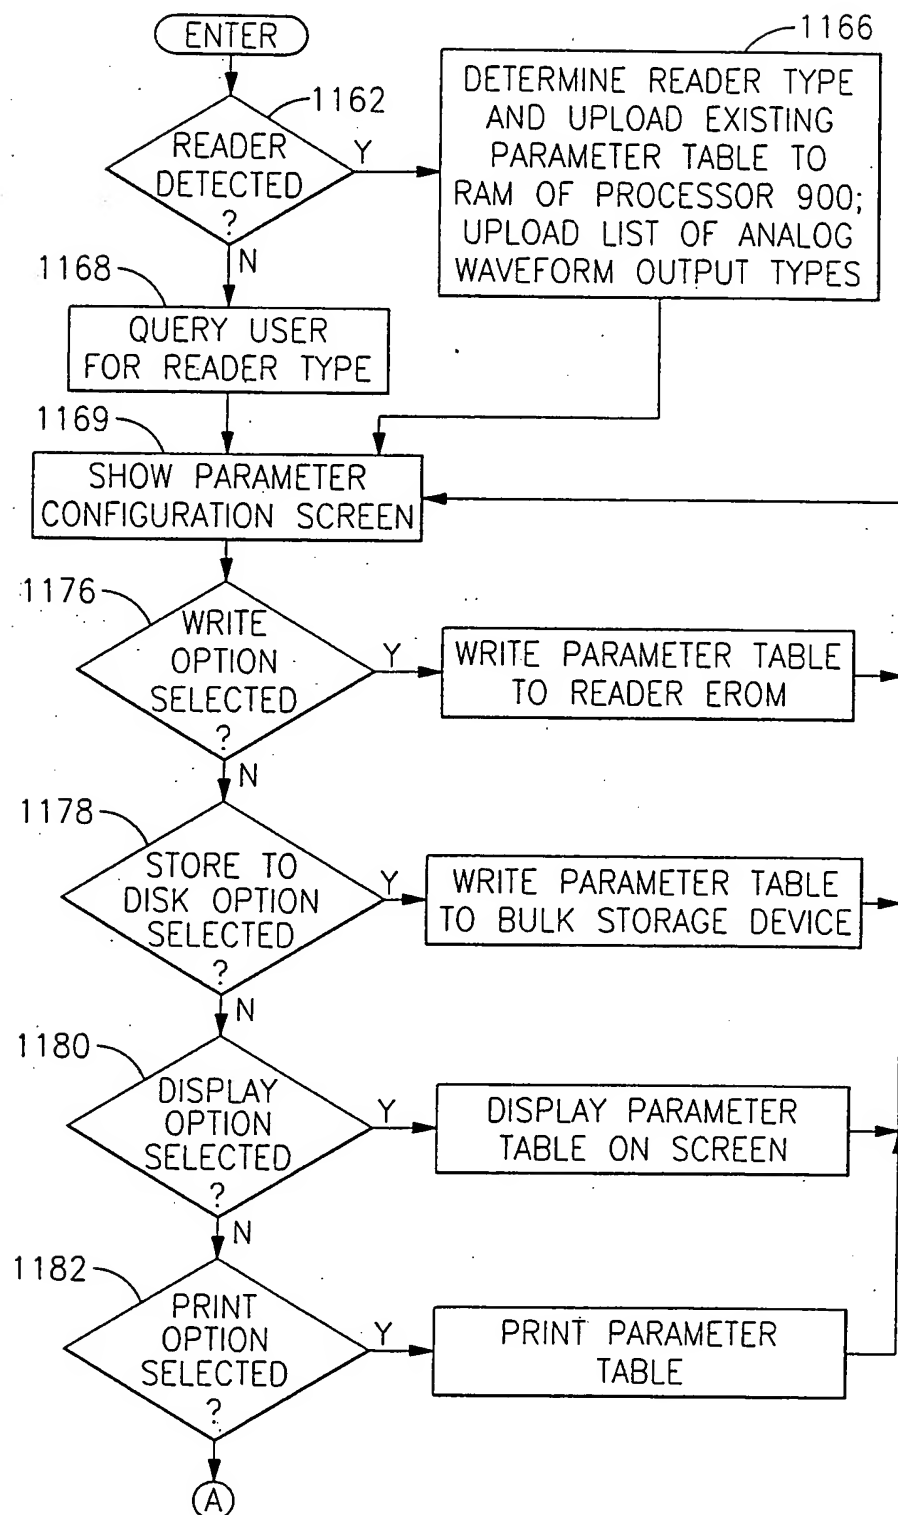 ENTER
1162
READER
DETECTED
?
Y
N
1166
DETERMINE READER TYPE
AND UPLOAD EXISTING
PARAMETER TABLE TO
RAM OF PROCESSOR 900;
UPLOAD LIST OF ANALOG
WAVEFORM OUTPUT TYPES
1168
QUERY USER
FOR READER TYPE
1169
SHOW PARAMETER
CONFIGURATION SCREEN
1176
WRITE
OPTION
SELECTED
?
Y
N
WRITE PARAMETER TABLE
TO READER EROM
1178
STORE TO
DISK OPTION
SELECTED
?
Y
N
WRITE PARAMETER TABLE
TO BULK STORAGE DEVICE
1180
DISPLAY
OPTION
SELECTED
?
Y
N
DISPLAY PARAMETER
TABLE ON SCREEN
1182
PRINT
OPTION
SELECTED
?
Y
PRINT PARAMETER
TABLE
A